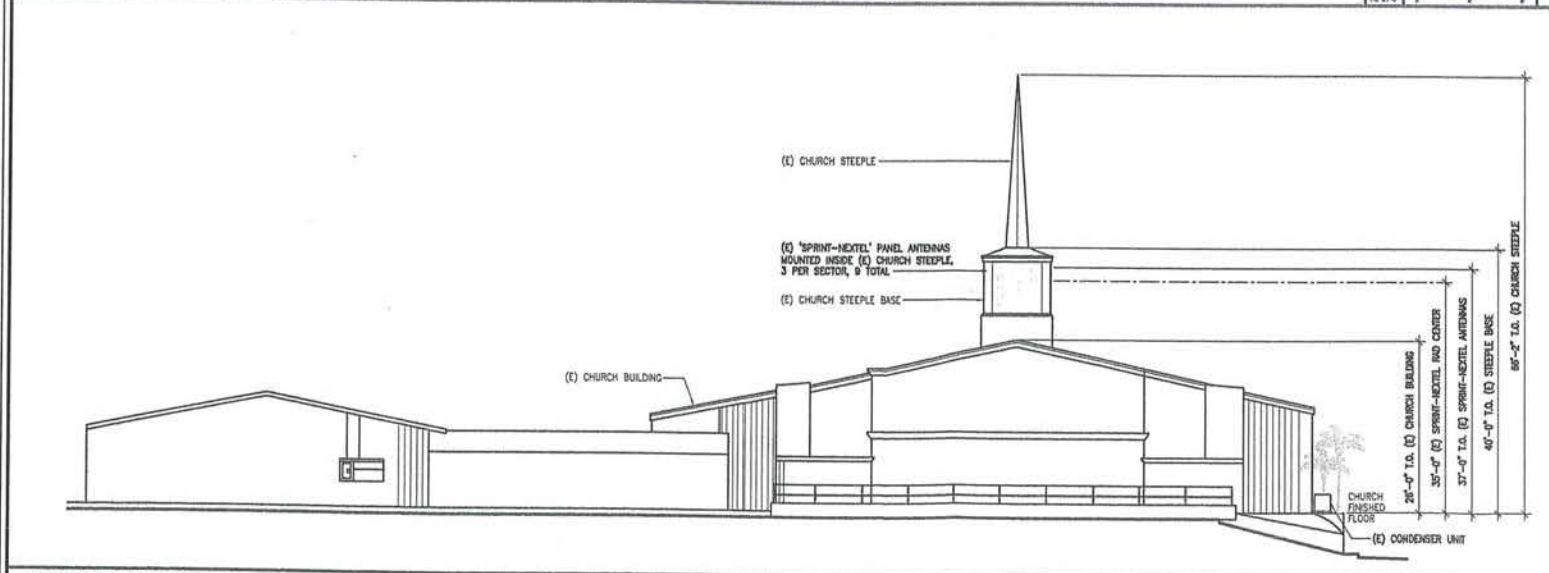 (E) CHURCH STEEPLE
(E) 'SPRINT-NEXTEL' PANEL ANTENNAS
MOUNTED INSIDE (E) CHURCH STEEPLE,
3 PER SECTOR, 9 TOTAL
(E) CHURCH STEEPLE BASE
(E) CHURCH BUILDING
26'-0" T.O. (E) CHURCH BUILDING
35'-0" (E) SPRINT-NEXTEL RAD CENTER
37'-0" T.O. (E) SPRINT-NEXTEL ANTENNAS
40'-0" T.O. (E) STEEPLE BASE
66'-2" T.O. (E) CHURCH STEEPLE
CHURCH
FINISHED
FLOOR
(E) CONDENSER UNIT